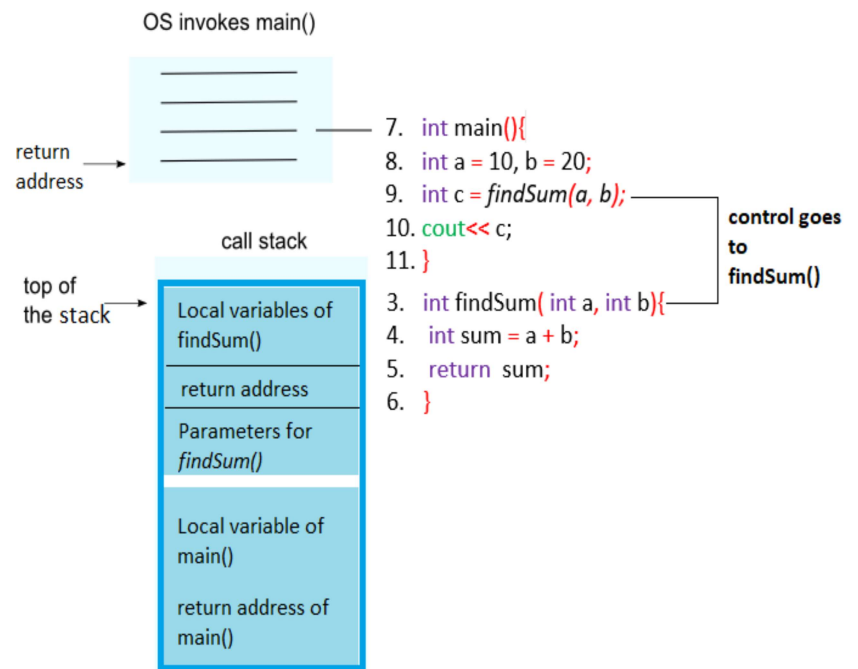 OS invokes main()
return
address
7. int main(){
8. int a = 10, b = 20;
9. int c = findSum(a, b);
10. cout<< c;
11. }
control goes
to
findSum()
3. int findSum( int a, int b){
4. int sum = a + b;
5. return sum;
6. }
call stack
top of
the stack
Local variables of
findSum()
return address
Parameters for
findSum()
Local variable of
main()
return address of
main()